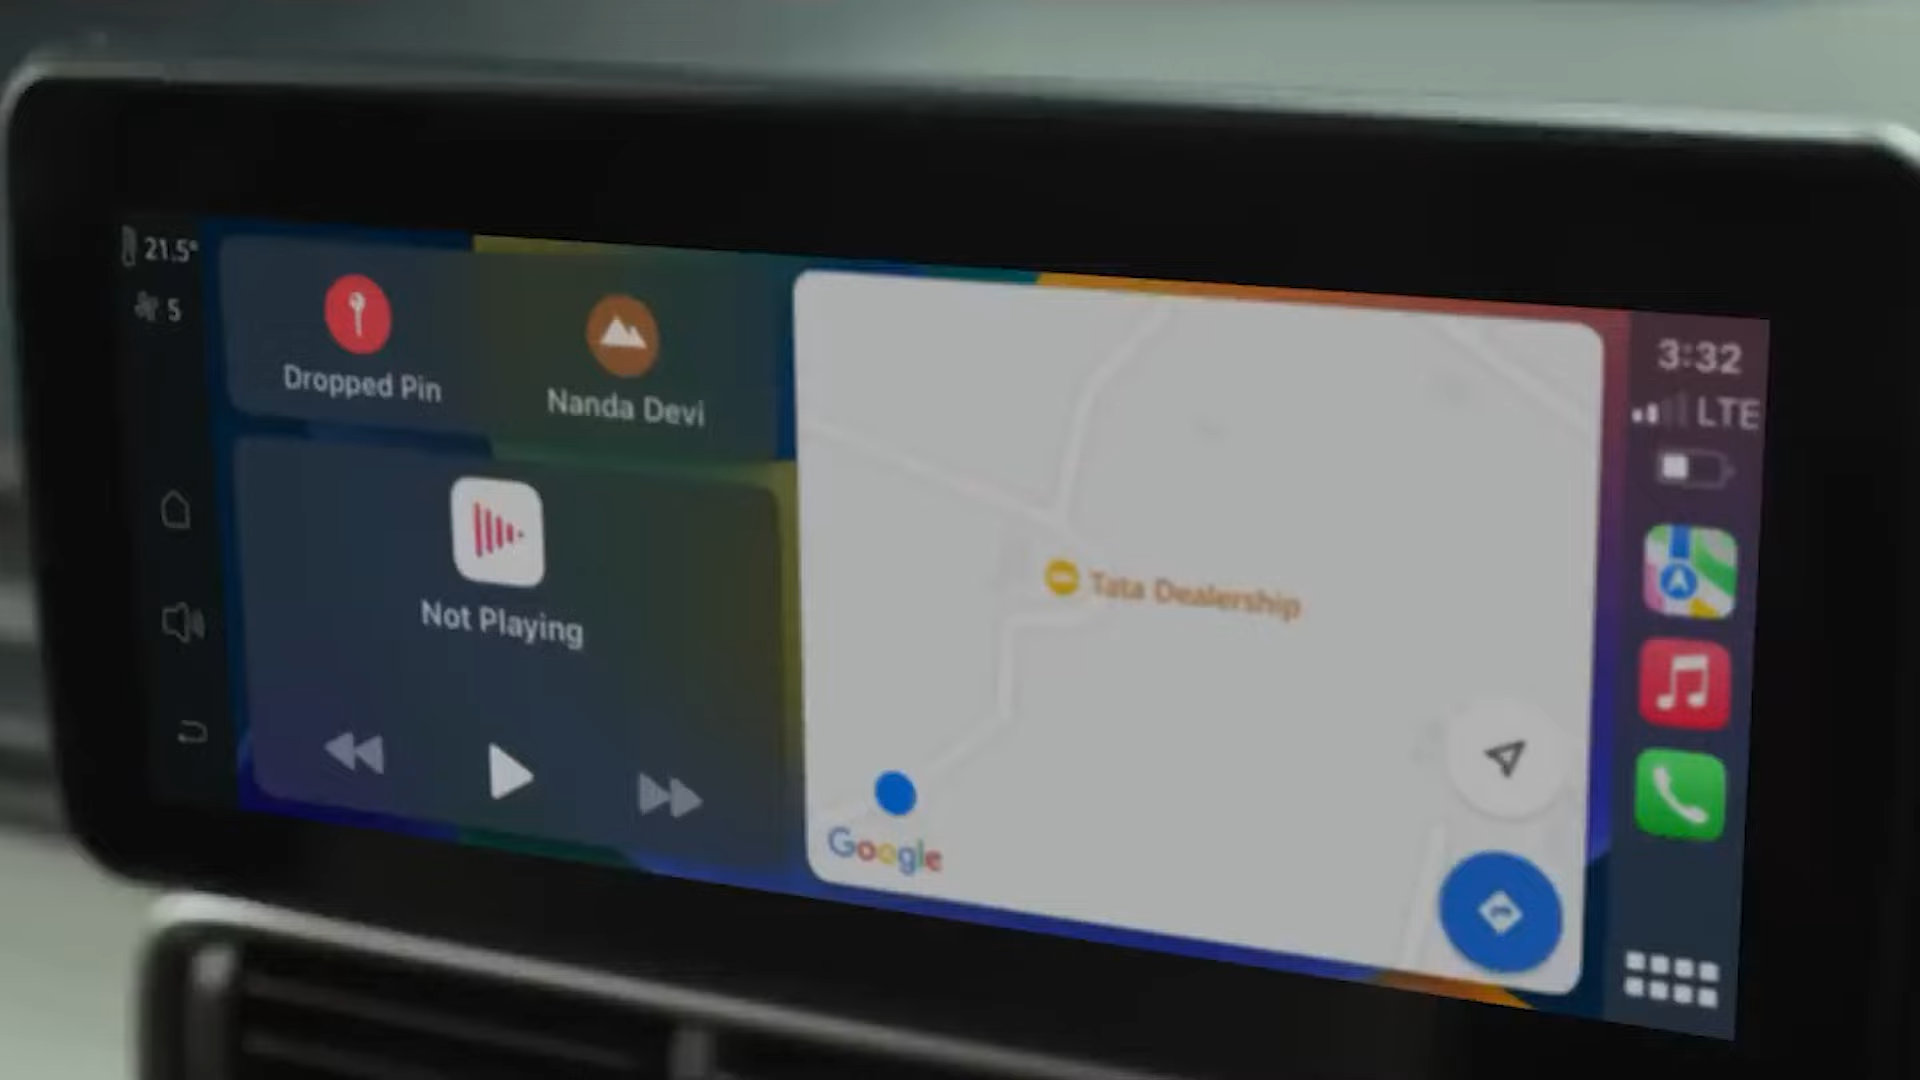 21.5°
5
Dropped Pin
Nanda Devi
Not Playing
Tata Dealership
Google
3:32
LTE